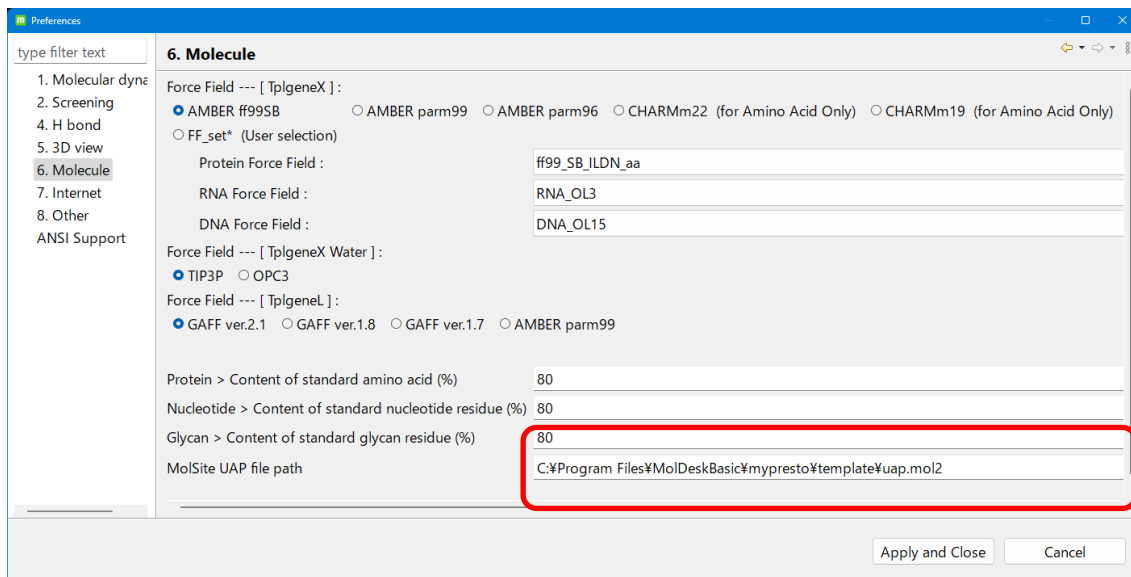 Preferences
type filter text
6. Molecule
1. Molecular dyna
2. Screening
4. H bond
5. 3D view
6. Molecule
7. Internet
8. Other
ANSI Support
Force Field --- [ TplgeneX ] :
AMBER ff99SB AMBER parm99 AMBER parm96 CHARMm22 (for Amino Acid Only) CHARMm19 (for Amino Acid Only)
FF_set* (User selection)
Protein Force Field : ff99_SB_ILDN_aa
RNA Force Field : RNA_OL3
DNA Force Field : DNA_OL15
Force Field --- [ TplgeneX Water ] :
TIP3P OPC3
Force Field --- [ TplgeneL ] :
GAFF ver.2.1 GAFF ver.1.8 GAFF ver.1.7 AMBER parm99
Protein > Content of standard amino acid (%) 80
Nucleotide > Content of standard nucleotide residue (%) 80
Glycan > Content of standard glycan residue (%) 80
MolSite UAP file path C:¥Program Files¥MolDeskBasic¥mypresto¥template¥uap.mol2
Apply and Close Cancel